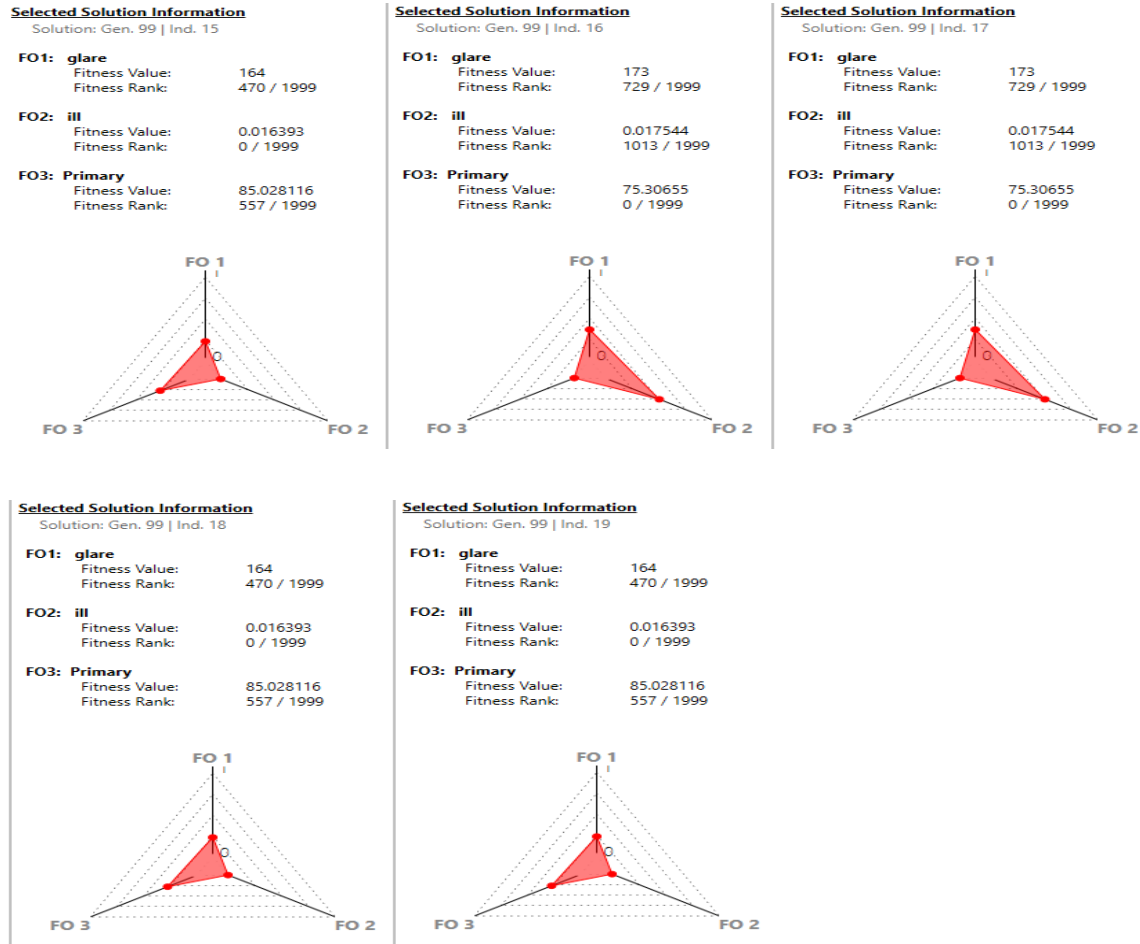 Selected Solution Information
Solution: Gen. 99 | Ind. 15
FO1: glare
Fitness Value: 164
Fitness Rank: 470 / 1999
FO2: ill
Fitness Value: 0.016393
Fitness Rank: 0 / 1999
FO3: Primary
Fitness Value: 85.028116
Fitness Rank: 557 / 1999
FO 1
1
0
FO 3
FO 2
Selected Solution Information
Solution: Gen. 99 | Ind. 16
FO1: glare
Fitness Value: 173
Fitness Rank: 729 / 1999
FO2: ill
Fitness Value: 0.017544
Fitness Rank: 1013 / 1999
FO3: Primary
Fitness Value: 75.30655
Fitness Rank: 0 / 1999
FO 1
1
0
FO 3
FO 2
Selected Solution Information
Solution: Gen. 99 | Ind. 17
FO1: glare
Fitness Value: 173
Fitness Rank: 729 / 1999
FO2: ill
Fitness Value: 0.017544
Fitness Rank: 1013 / 1999
FO3: Primary
Fitness Value: 75.30655
Fitness Rank: 0 / 1999
FO 1
1
0
FO 3
FO 2
Selected Solution Information
Solution: Gen. 99 | Ind. 18
FO1: glare
Fitness Value: 164
Fitness Rank: 470 / 1999
FO2: ill
Fitness Value: 0.016393
Fitness Rank: 0 / 1999
FO3: Primary
Fitness Value: 85.028116
Fitness Rank: 557 / 1999
FO 1
1
0
FO 3
FO 2
Selected Solution Information
Solution: Gen. 99 | Ind. 19
FO1: glare
Fitness Value: 164
Fitness Rank: 470 / 1999
FO2: ill
Fitness Value: 0.016393
Fitness Rank: 0 / 1999
FO3: Primary
Fitness Value: 85.028116
Fitness Rank: 557 / 1999
FO 1
1
0
FO 3
FO 2